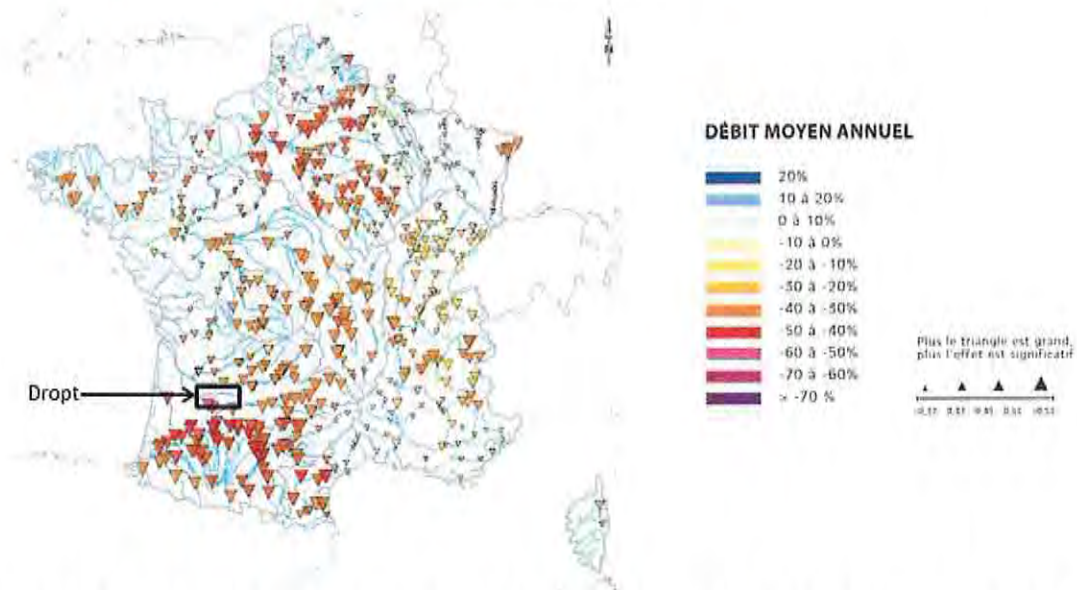 N
DÉBIT MOYEN ANNUEL
20%
10 à 20%
0 à 10%
-10 à 0%
-20 à -10%
-30 à -20%
-40 à -30%
-50 à -40%
-60 à -50%
-70 à -60%
> -70 %
Plus le triangle est grand,
plus l'effet est significatif
Dropt